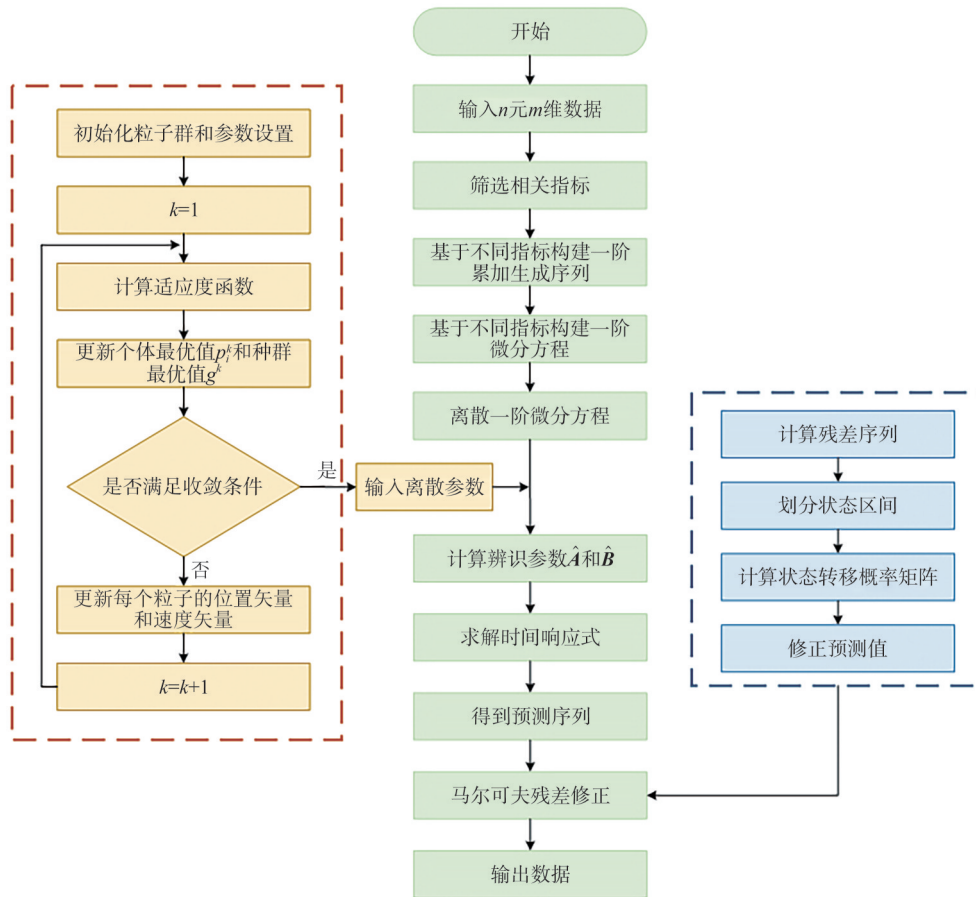 开始
输入n元m维数据
筛选相关指标
基于不同指标构建一阶
累加生成序列
基于不同指标构建一阶
微分方程
离散一阶微分方程
计算辨识参数Â和B̂
求解时间响应式
得到预测序列
马尔可夫残差修正
输出数据
初始化粒子群和参数设置
k=1
计算适应度函数
更新个体最优值pᵢᵏ和种群
最优值gᵏ
是否满足收敛条件
是
输入离散参数
否
更新每个粒子的位置矢量
和速度矢量
k=k+1
计算残差序列
划分状态区间
计算状态转移概率矩阵
修正预测值